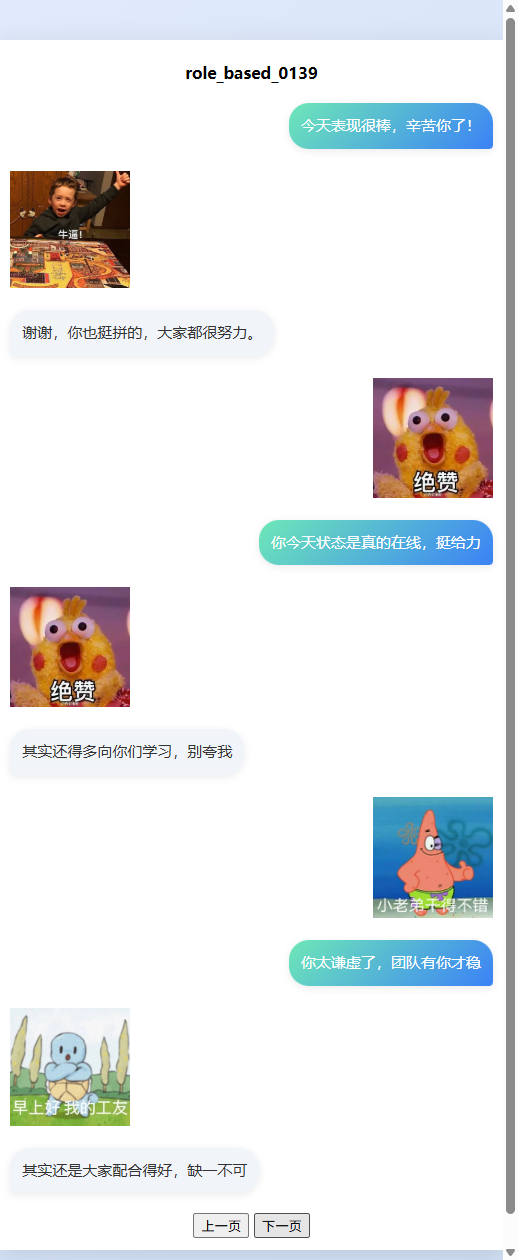 role_based_0139
今天表现很棒，辛苦你了！
牛逼！
谢谢，你也挺拼的，大家都很努力。
绝赞
你今天状态是真的在线，挺给力
绝赞
其实还得多向你们学习，别夸我
小老弟干得不错
你太谦虚了，团队有你才稳
早上好 我的工友
其实还是大家配合得好，缺一不可
上一页 下一页